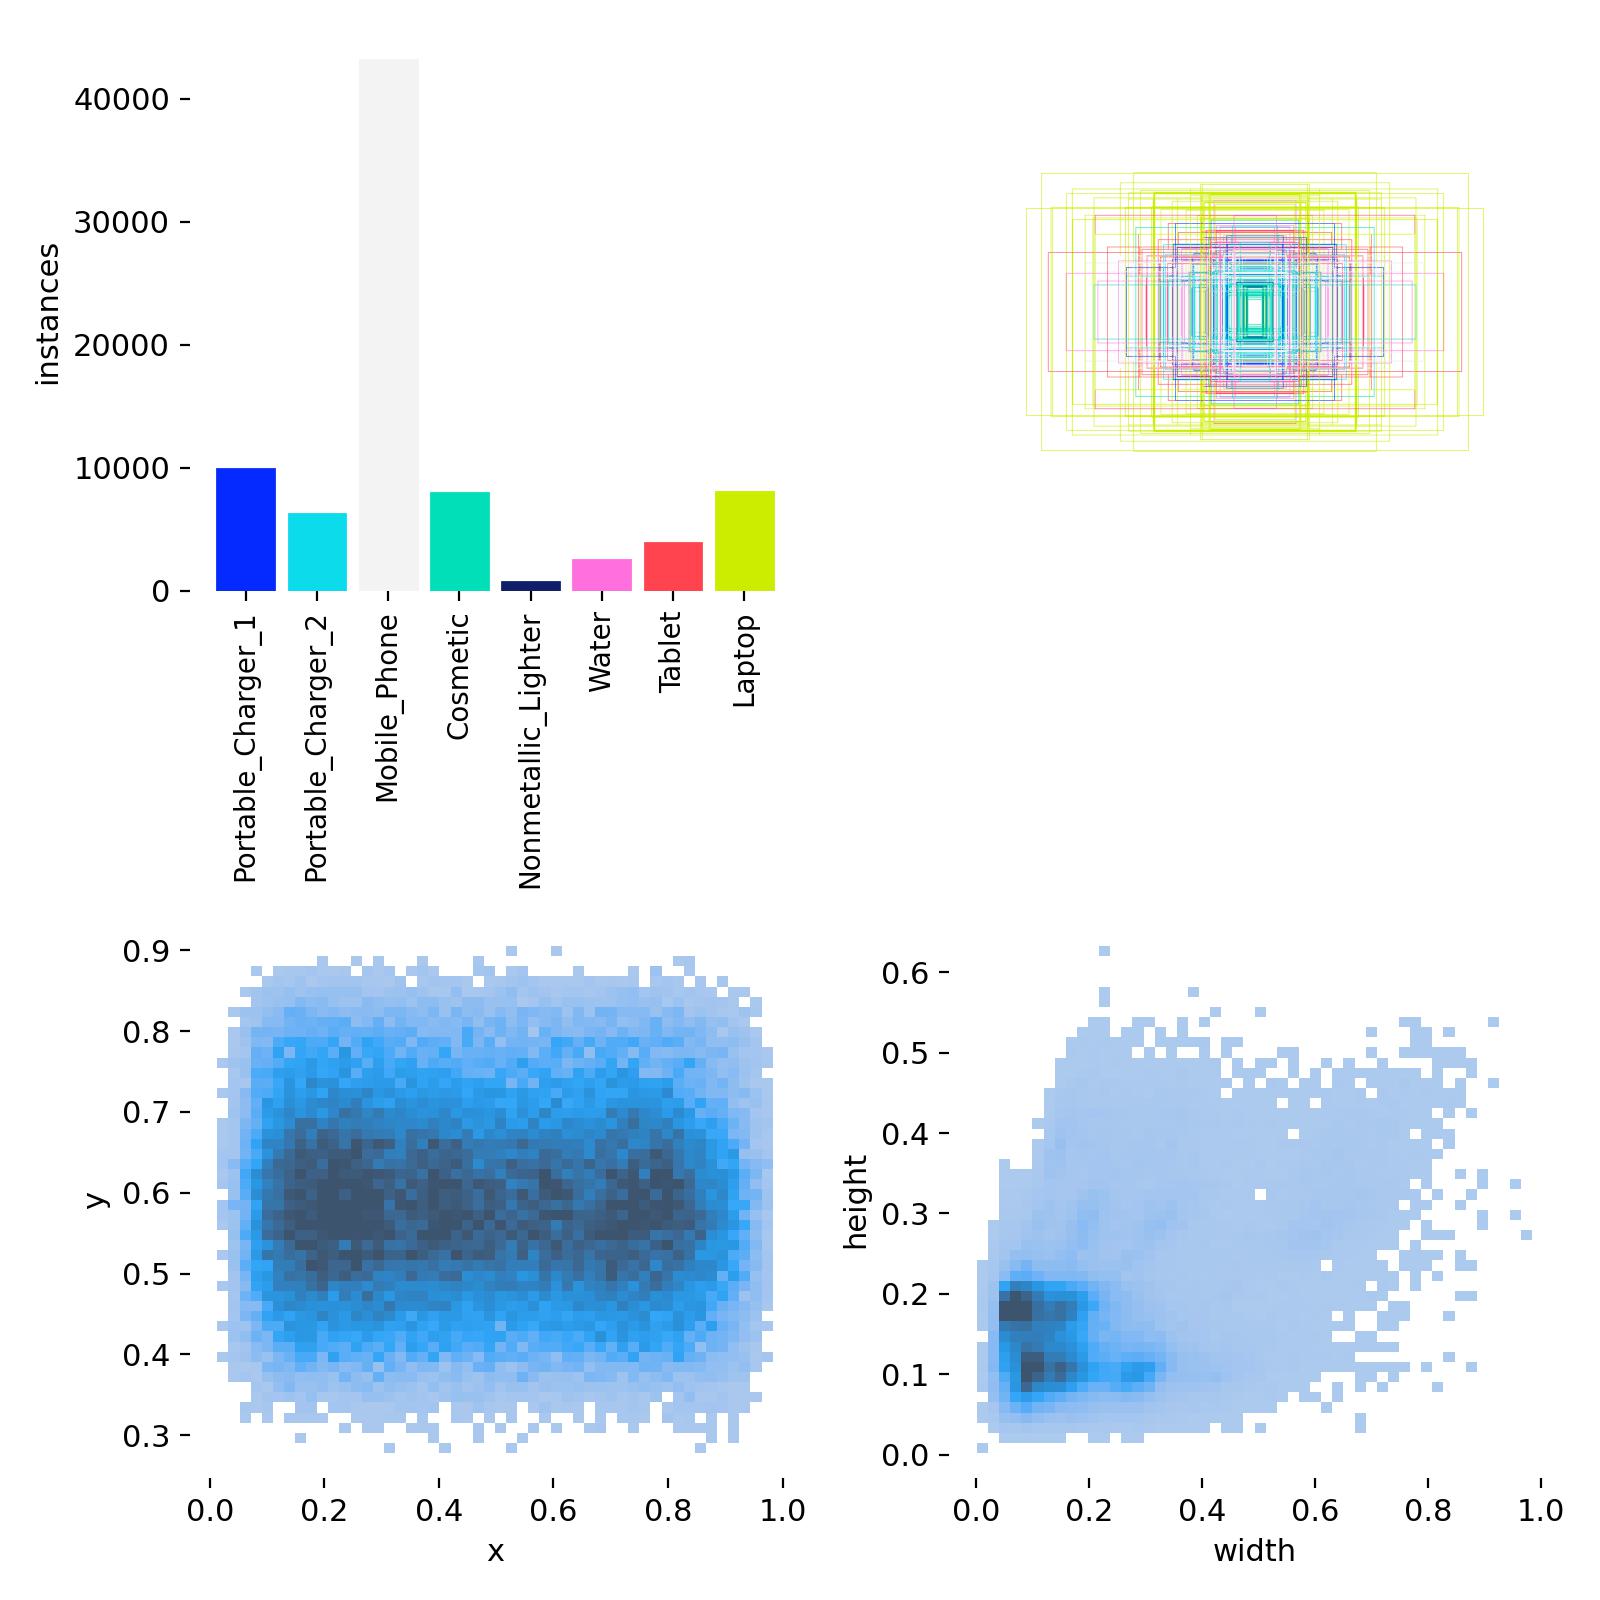 instances
40000
30000
20000
10000
0
Portable_Charger_1
Portable_Charger_2
Mobile_Phone
Cosmetic
Nonmetallic_Lighter
Water
Tablet
Laptop
y
0.9
0.8
0.7
0.6
0.5
0.4
0.3
0.0 0.2 0.4 0.6 0.8 1.0
x
height
0.6
0.5
0.4
0.3
0.2
0.1
0.0
0.0 0.2 0.4 0.6 0.8 1.0
width